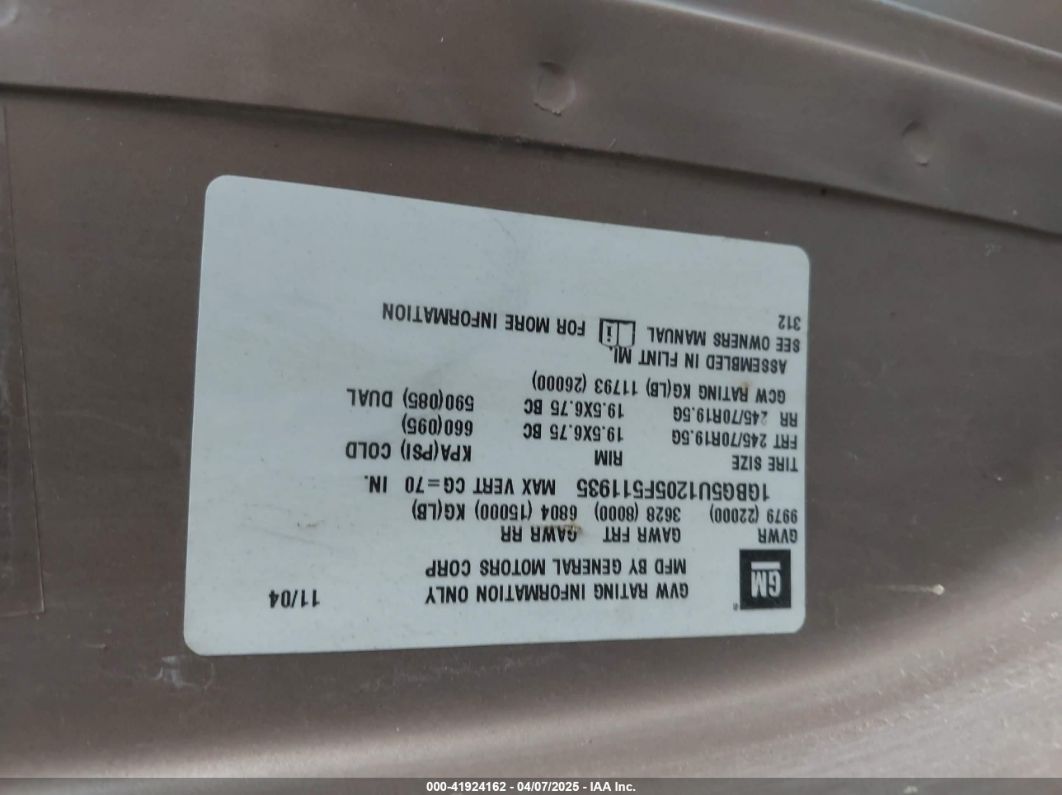 GM
GVW RATING INFORMATION ONLY 11/04
MFD BY GENERAL MOTORS CORP
GVWR GAWR FRT GAWR RR
9979 (22000) 3628 (8000) 6804 (15000) KG(LB)
1GBG5U1205F511935 MAX VERT CG=70 IN.
TIRE SIZE RIM KPA(PSI) COLD
FRT 245/70R19.5G 19.5X6.75 BC 660(095)
RR 245/70R19.5G 19.5X6.75 BC 590(085) DUAL
GCW RATING KG(LB) 11793 (26000)
ASSEMBLED IN FLINT MI.
SEE OWNERS MANUAL i FOR MORE INFORMATION
312
000-41924162 - 04/07/2025 - IAA Inc.